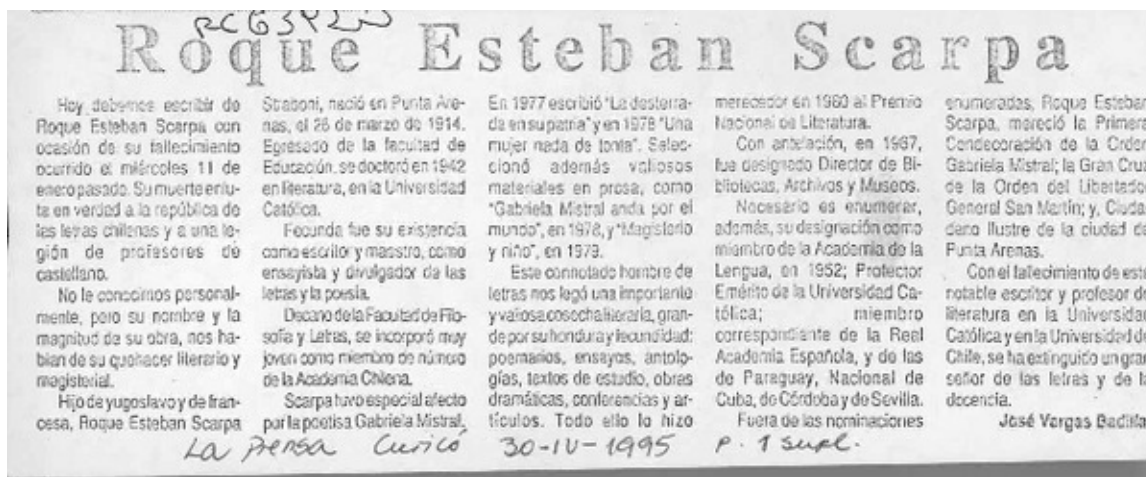 RCG3923
Roque Esteban Scarpa
Hoy debemos escribir de
Roque Esteban Scarpa con
ocasión de su fallecimiento
ocurrido el miércoles 11 de
enero pasado. Su muerte enlu-
ta en verdad a la república de
las letras chilenas y a una le-
gión de profesores de
castellano.
No le conocimos personal-
mente, pero su nombre y la
magnitud de su obra, nos ha-
blan de su quehacer literario y
magisterial.
Hijo de yugoslavo y de fran-
cesa, Roque Esteban Scarpa
nació en Punta Are-
nas, el 26 de marzo de 1914.
Egresado de la facultad de
Educación, se doctoró en 1942
en literatura, en la Universidad
Católica.
Fecunda fue su existencia
como escritor y maestro, como
ensayista y divulgador de las
letras y la poesía.
Decano de la Facultad de Filo-
sofía y Letras, se incorporó muy
joven como miembro de número
de la Academia Chilena.
Scarpa tuvo especial afecto
por la poetisa Gabriela Mistral.
En 1977 escribió "La desterra-
da en su patria" y en 1978 "Una
mujer nada de tonta". Selec-
cionó además valiosos
materiales en prosa, como
"Gabriela Mistral anda por el
mundo", en 1978, y "Magisterio
y niño", en 1979.
Este connotado hombre de
letras nos legó una importante
y valiosa cosecha literaria, gran-
de por su hondura y fecundidad:
poemarios, ensayos, antolo-
gías, textos de estudio, obras
dramáticas, conferencias y ar-
tículos. Todo ello lo hizo
merecedor en 1980 al Premio
Nacional de Literatura.
Con antelación, en 1967,
fue designado Director de Bi-
bliotecas, Archivos y Museos.
Necesario es enumerar,
además, su designación como
miembro de la Academia de la
Lengua, en 1952; Profector
Emérito de la Universidad Ca-
tólica; miembro
correspondiente de la Real
Academia Española, y de las
de Paraguay, Nacional de
Cuba, de Córdoba y de Sevilla.
Fuera de las nominaciones
enumeradas, Roque Esteban
Scarpa, mereció la Primera
Condecoración de la Orden
Gabriela Mistral; la Gran Cruz
de la Orden del Libertador
General San Martín; y, Ciuda-
dano Ilustre de la ciudad de
Punta Arenas.
Con el fallecimiento de este
notable escritor y profesor de
literatura en la Universidad
Católica y en la Universidad de
Chile, se ha extinguido un gran
señor de las letras y de la
docencia.
José Vargas Badilla
La Prensa Curicó 30-IV-1995 p. 1 supl.